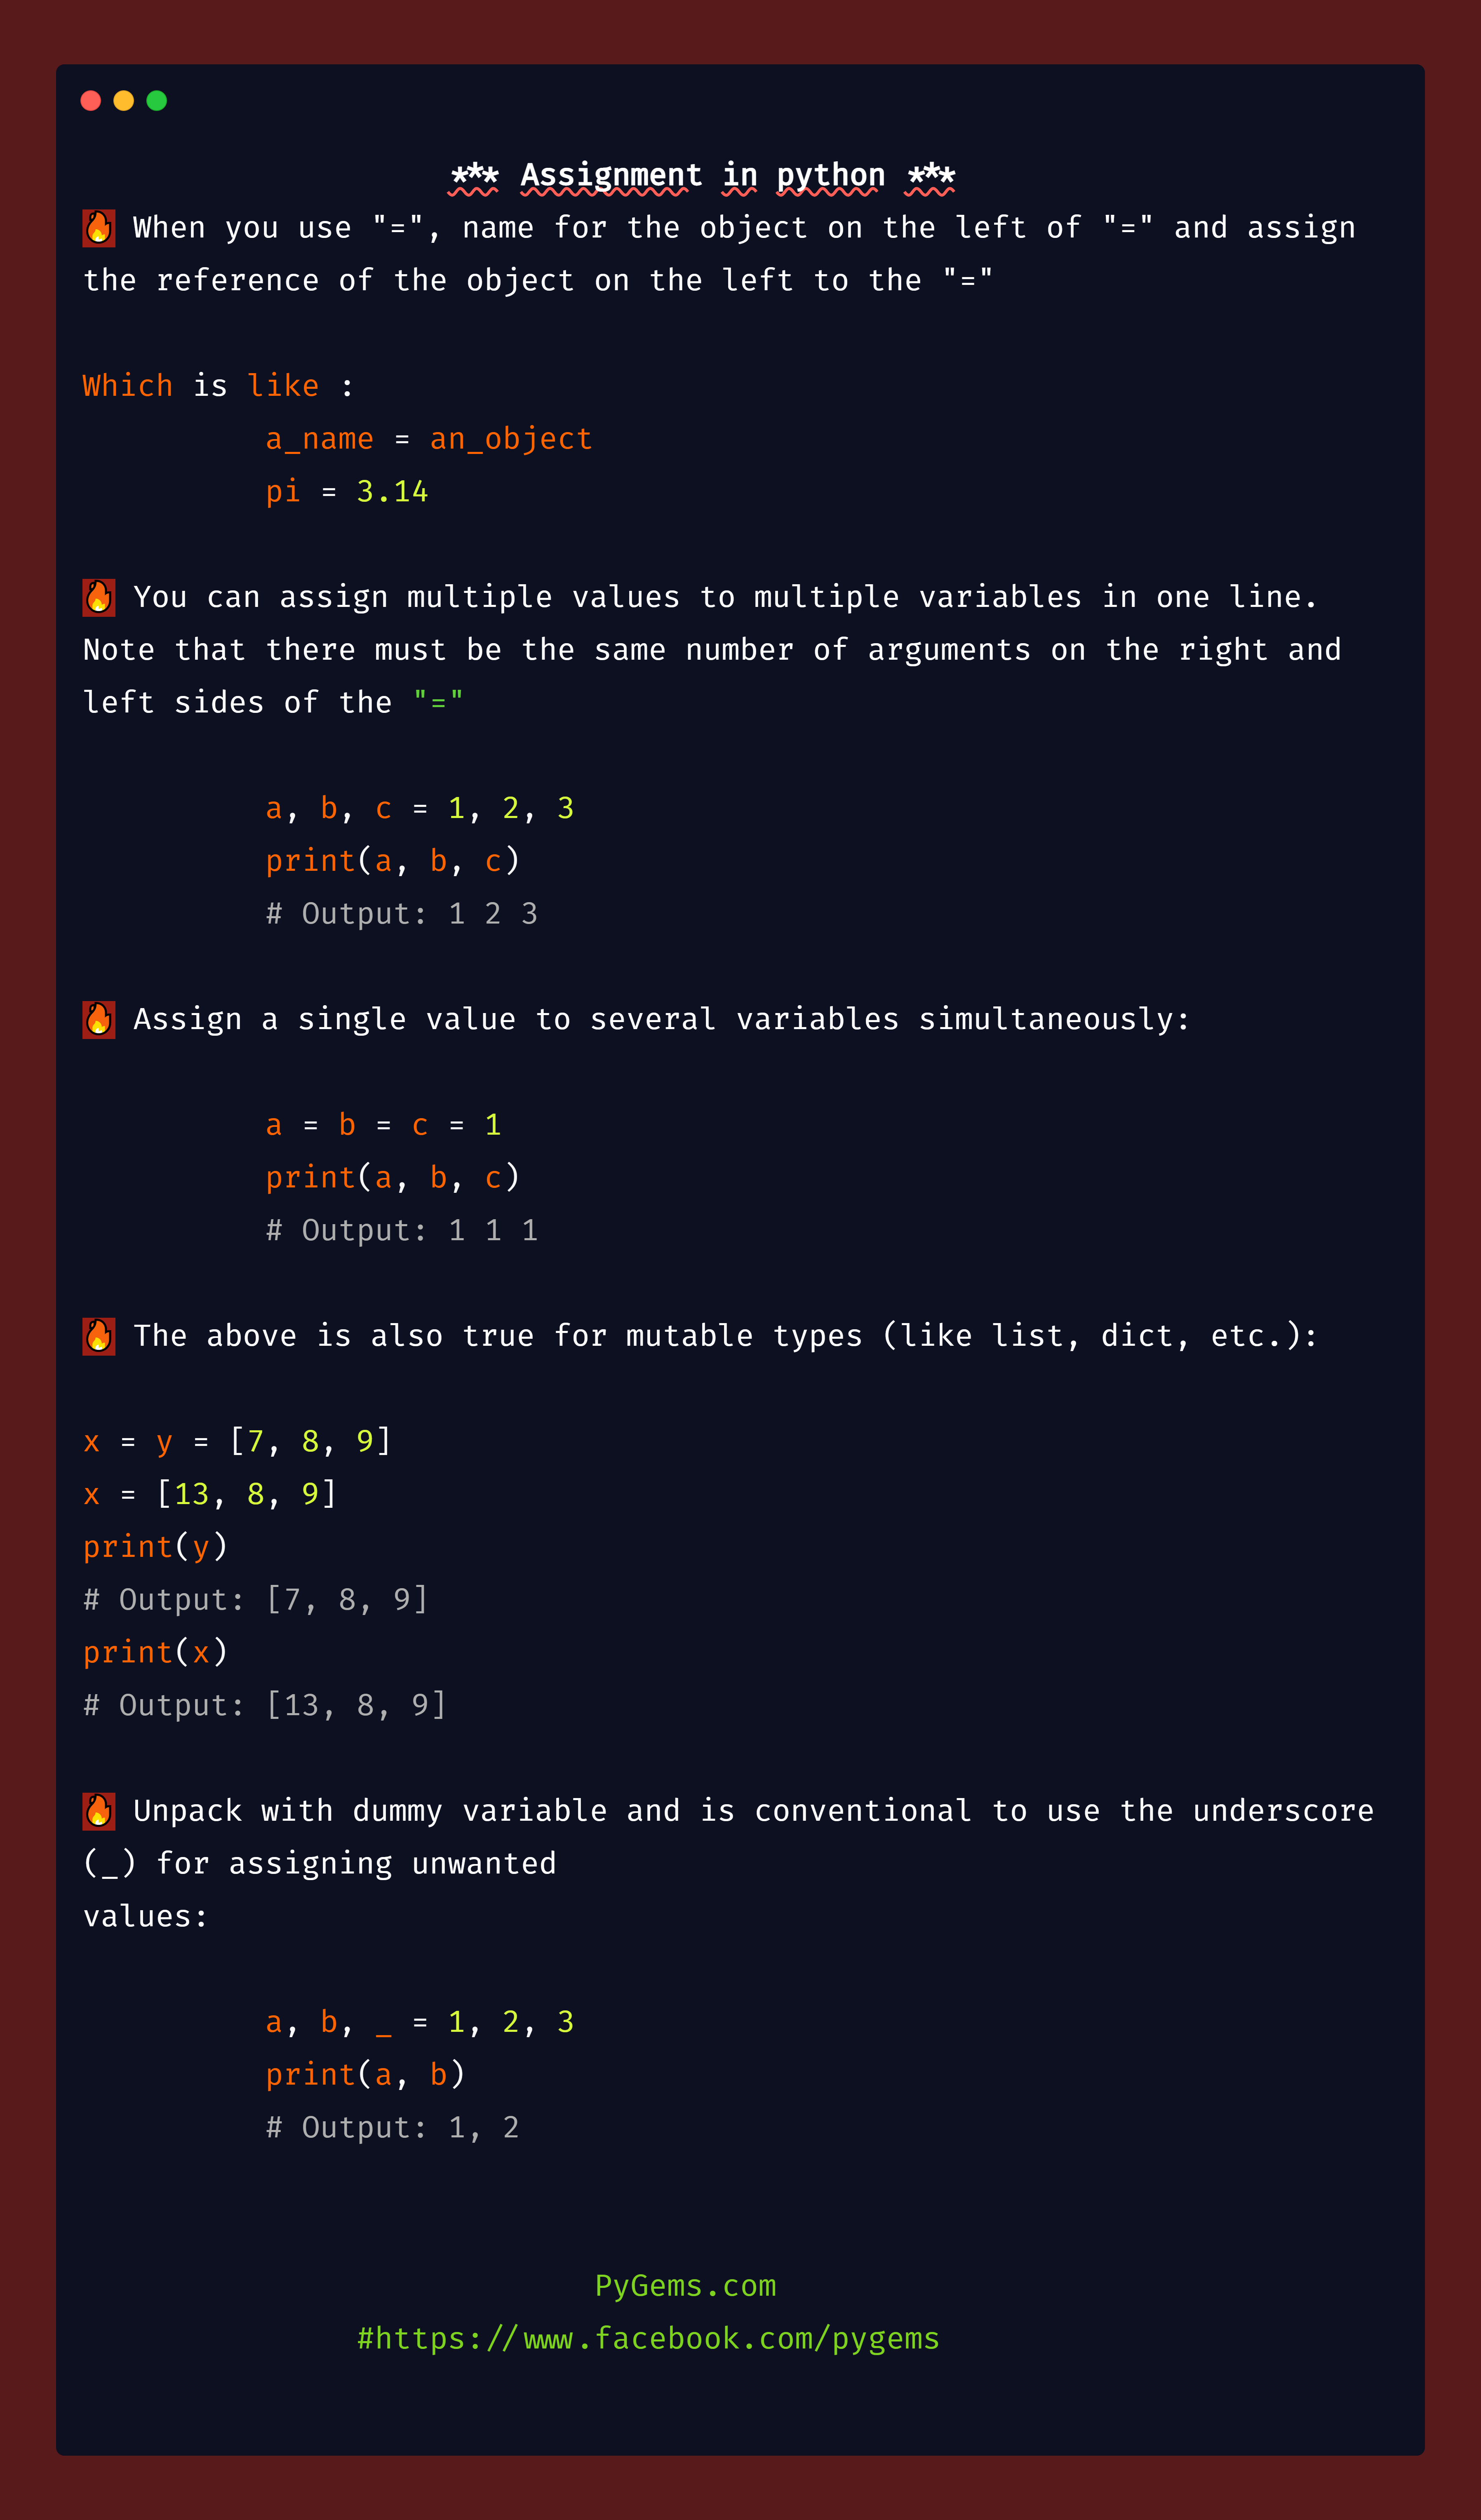 *** Assignment in python ***
🔥 When you use "=", name for the object on the left of "=" and assign
the reference of the object on the left to the "="
Which is like :
a_name = an_object
pi = 3.14
🔥 You can assign multiple values to multiple variables in one line.
Note that there must be the same number of arguments on the right and
left sides of the "="
a, b, c = 1, 2, 3
print(a, b, c)
# Output: 1 2 3
🔥 Assign a single value to several variables simultaneously:
a = b = c = 1
print(a, b, c)
# Output: 1 1 1
🔥 The above is also true for mutable types (like list, dict, etc.):
x = y = [7, 8, 9]
x = [13, 8, 9]
print(y)
# Output: [7, 8, 9]
print(x)
# Output: [13, 8, 9]
🔥 Unpack with dummy variable and is conventional to use the underscore
(_) for assigning unwanted
values:
a, b, _ = 1, 2, 3
print(a, b)
# Output: 1, 2
PyGems.com
#https://www.facebook.com/pygems